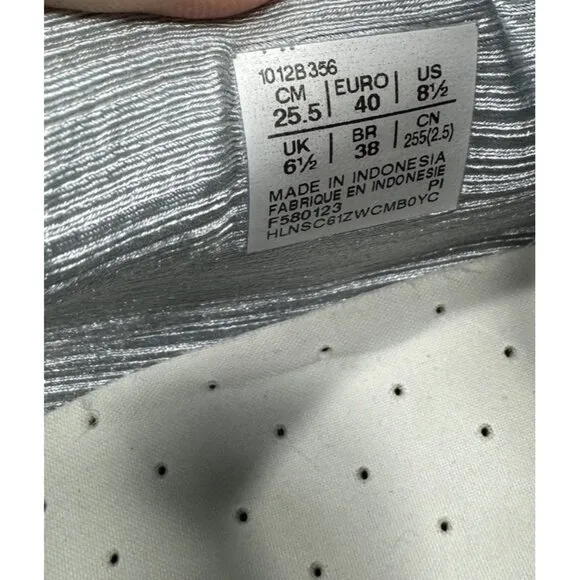 1012B356
CM 25.5 | EURO 40 | US 8½
UK 6½ | BR 38 | CN 255(2.5)
MADE IN INDONESIA
FABRIQUE EN INDONESIE
F580123 PI
HLNSC61ZWCMB0YC